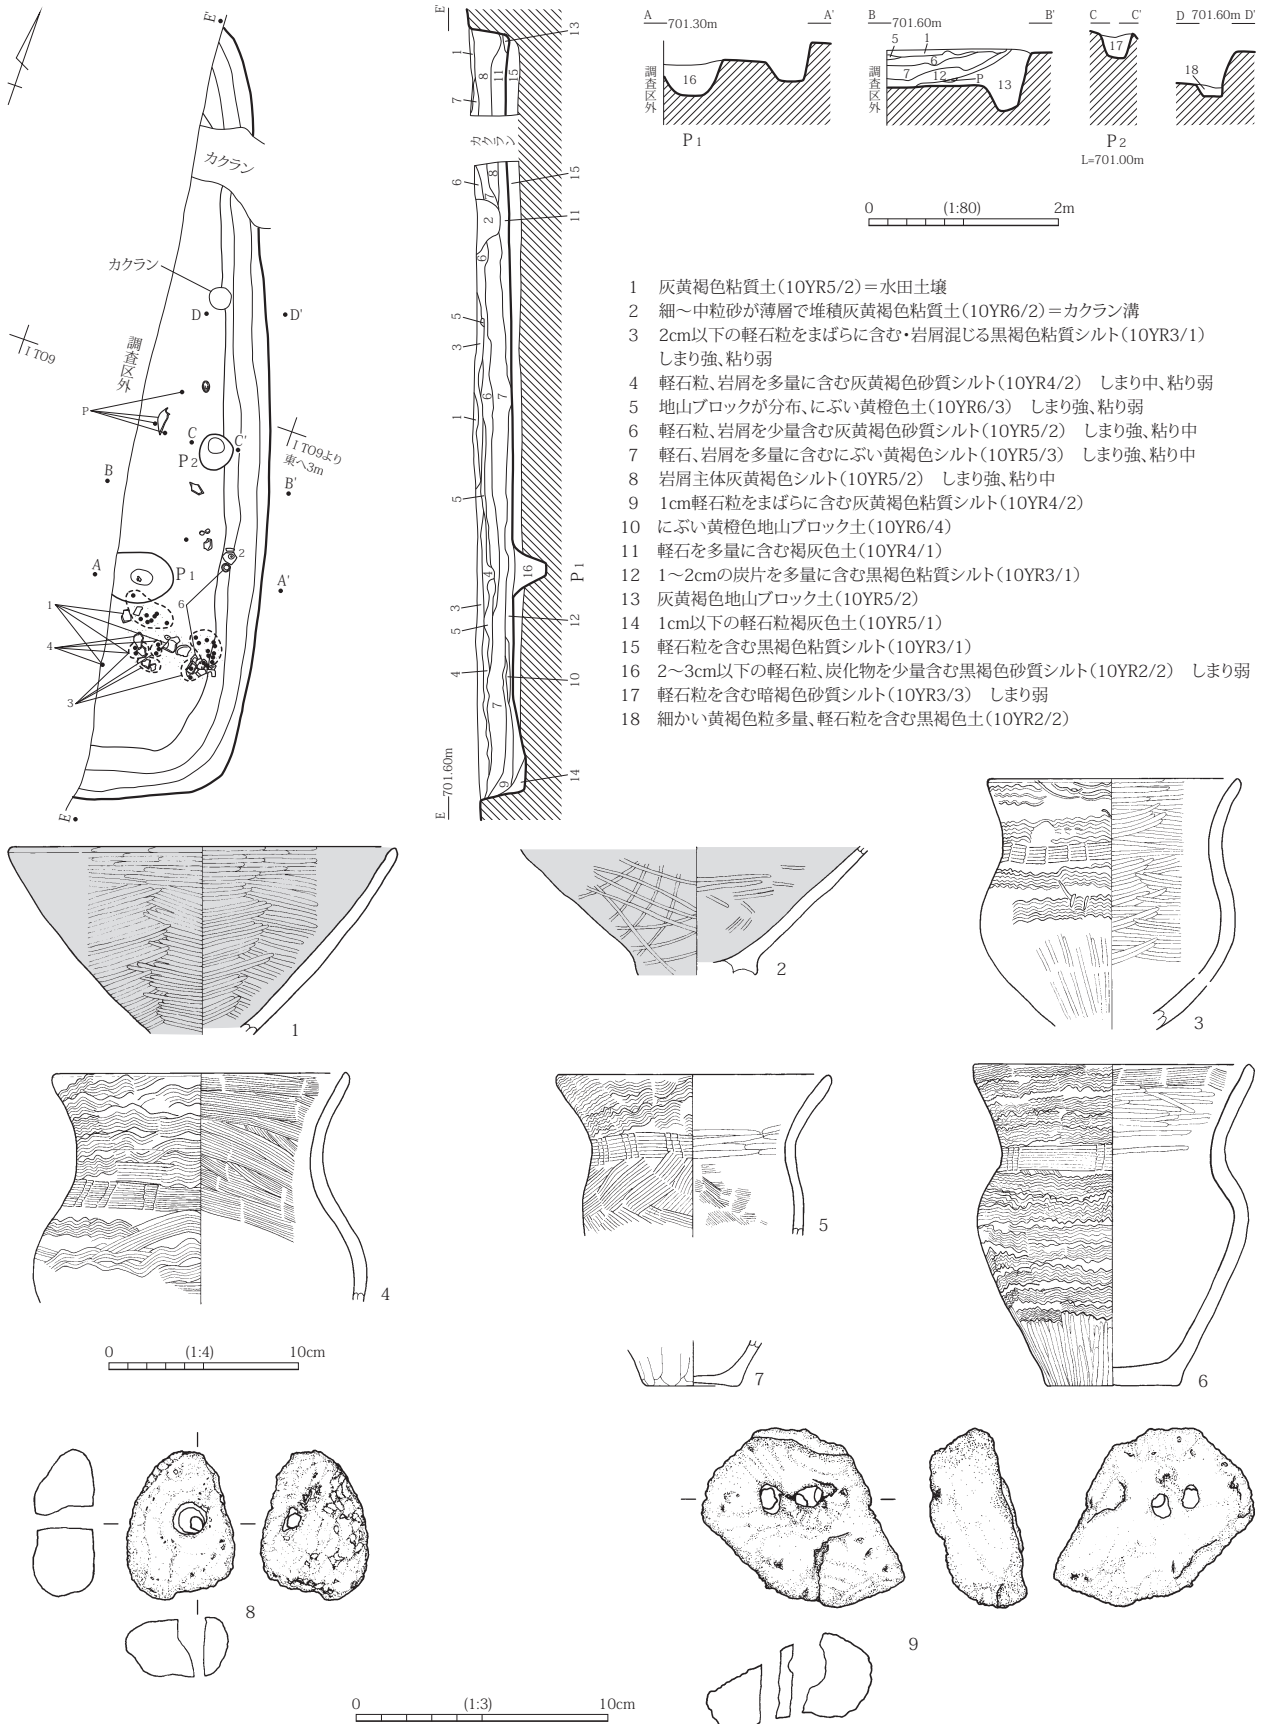 E'
カクラン
カクラン
D
D'
I TO9
調査区外
P
C
C'
P2
I TO9より
東へ3m
B
B'
2
A
P1
A'
1
6
4
3
E
E'
13
1
8
11
15
7
カクラン
6
8
15
7
2
11
6
5
3
6
7
1
5
4
16
P1
3
12
5
4
10
7
701.60m
9
14
E
A
701.30m
A'
調査区外
16
P1
B
701.60m
B'
調査区外
5
1
6
7
12
P
13
C
C'
17
P2
L=701.00m
D
701.60m
D'
18
0
(1:80)
2m
1 灰黄褐色粘質土(10YR5/2)=水田土壌
2 細~中粒砂が薄層で堆積灰黄褐色粘質土(10YR6/2)=カクラン溝
3 2cm以下の軽石粒をまばらに含む・岩屑混じる黒褐色粘質シルト(10YR3/1)
しまり強、粘り弱
4 軽石粒、岩屑を多量に含む灰黄褐色砂質シルト(10YR4/2) しまり中、粘り弱
5 地山ブロックが分布、にぶい黄橙色土(10YR6/3) しまり強、粘り弱
6 軽石粒、岩屑を少量含む灰黄褐色砂質シルト(10YR5/2) しまり強、粘り中
7 軽石、岩屑を多量に含むにぶい黄褐色シルト(10YR5/3) しまり強、粘り中
8 岩屑主体灰黄褐色シルト(10YR5/2) しまり強、粘り中
9 1cm軽石粒をまばらに含む灰黄褐色粘質シルト(10YR4/2)
10 にぶい黄橙色地山ブロック土(10YR6/4)
11 軽石を多量に含む褐灰色土(10YR4/1)
12 1~2cmの炭片を多量に含む黒褐色粘質シルト(10YR3/1)
13 灰黄褐色地山ブロック土(10YR5/2)
14 1cm以下の軽石粒褐灰色土(10YR5/1)
15 軽石粒を含む黒褐色粘質シルト(10YR3/1)
16 2~3cm以下の軽石粒、炭化物を少量含む黒褐色砂質シルト(10YR2/2) しまり弱
17 軽石粒を含む暗褐色砂質シルト(10YR3/3) しまり弱
18 細かい黄褐色粒多量、軽石粒を含む黒褐色土(10YR2/2)
1
2
3
4
5
6
7
0
(1:4)
10cm
8
9
0
(1:3)
10cm